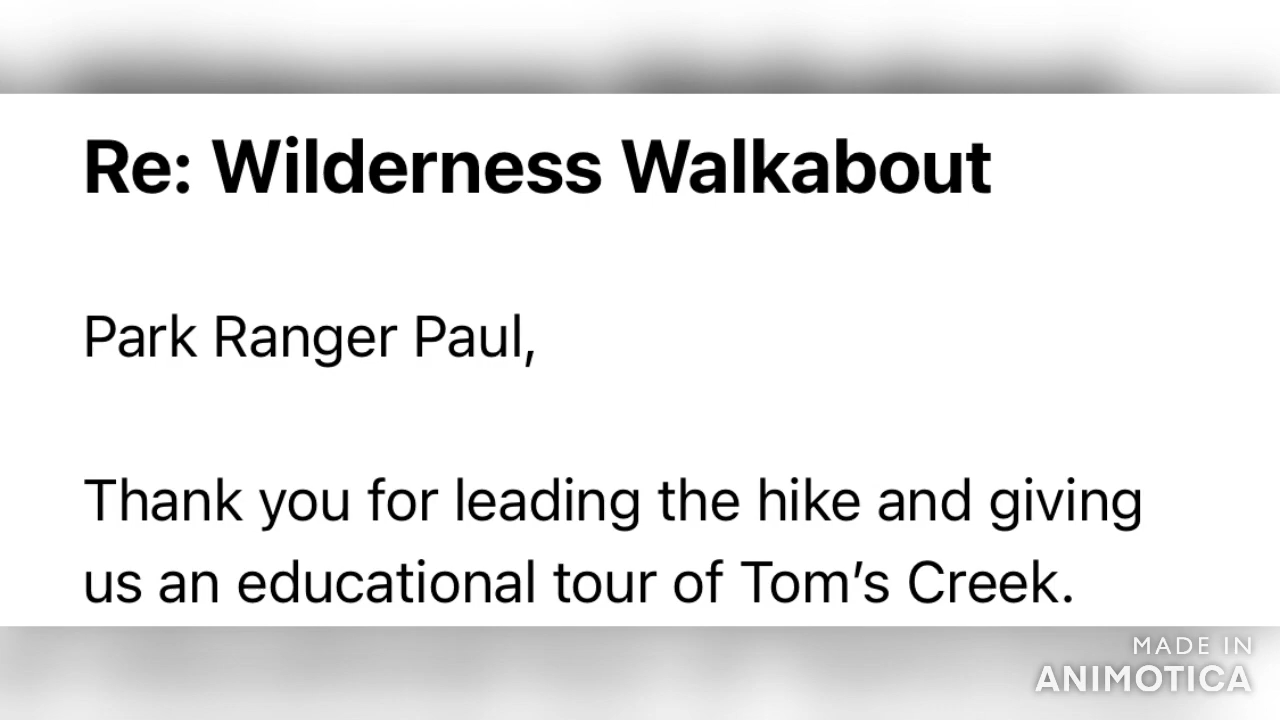 Re: Wilderness Walkabout
Park Ranger Paul,
Thank you for leading the hike and giving
us an educational tour of Tom’s Creek.
MADE IN
ANIMOTICA